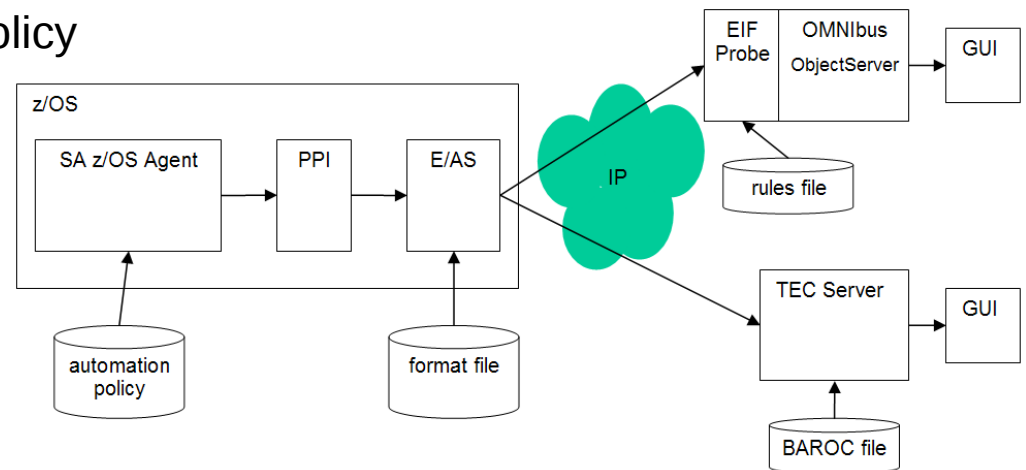 olicy
z/OS
SA z/OS Agent
PPI
E/AS
automation
policy
format file
IP
EIF
Probe
OMNIbus
ObjectServer
GUI
rules file
TEC Server
GUI
BAROC file